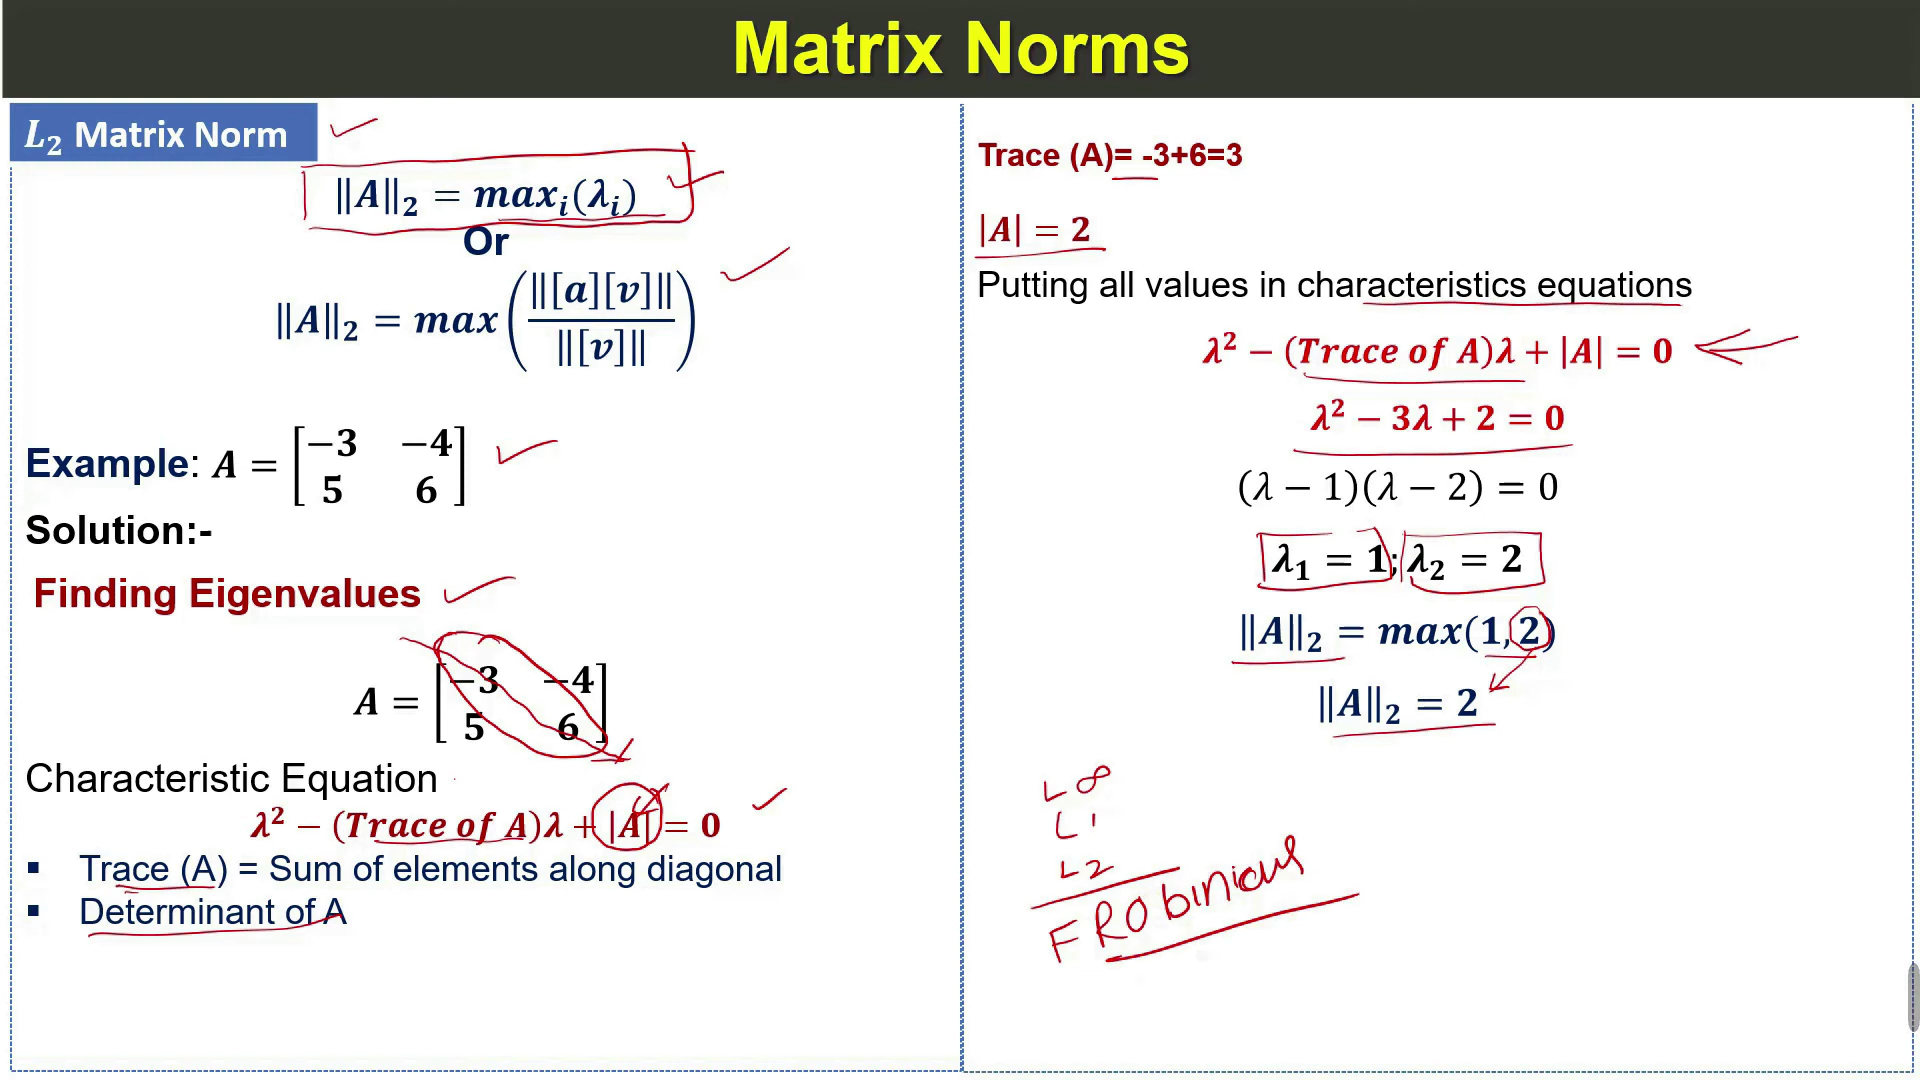 Matrix Norms
L₂ Matrix Norm
‖A‖₂ = maxᵢ(λᵢ)
Or
‖A‖₂ = max(‖[a][v]‖ / ‖[v]‖)
Example: A = [−3 −4
5 6]
Solution:-
Finding Eigenvalues
A = [−3 −4
5 6]
Characteristic Equation
λ² − (Trace of A)λ + |A| = 0
▪ Trace (A) = Sum of elements along diagonal
▪ Determinant of A
Trace (A)= -3+6=3
|A| = 2
Putting all values in characteristics equations
λ² − (Trace of A)λ + |A| = 0
λ² − 3λ + 2 = 0
(λ − 1)(λ − 2) = 0
λ₁ = 1; λ₂ = 2
‖A‖₂ = max(1, 2)
‖A‖₂ = 2
L ∞
L 1
L2
FRObinious